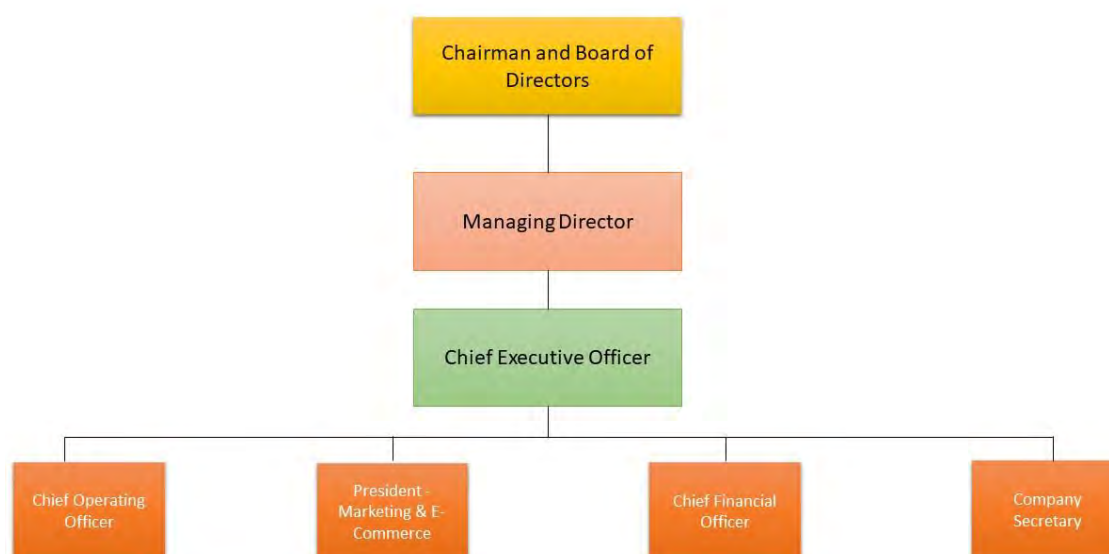 Chairman and Board of
Directors
Managing Director
Chief Executive Officer
Chief Operating
Officer
President -
Marketing & E-
Commerce
Chief Financial
Officer
Company
Secretary